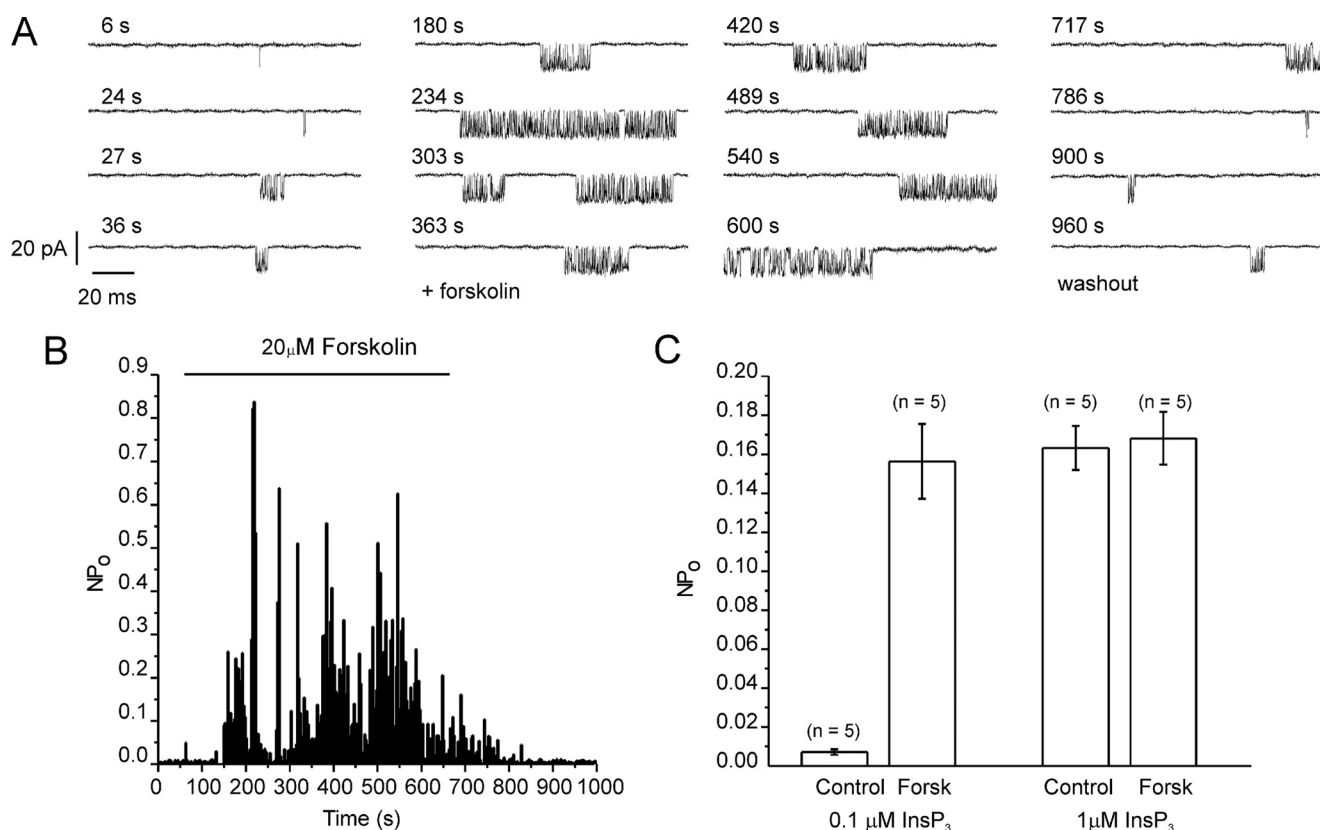 A
6 s
180 s
420 s
717 s
24 s
234 s
489 s
786 s
27 s
303 s
540 s
900 s
36 s
363 s
600 s
960 s
20 pA
20 ms
+ forskolin
washout
B
20μM Forskolin
0.9
0.8
0.7
0.6
0.5
0.4
0.3
0.2
0.1
0.0
NPO
0 100 200 300 400 500 600 700 800 900 1000
Time (s)
C
0.20
0.18
0.16
0.14
0.12
0.10
0.08
0.06
0.04
0.02
0.00
NPO
(n = 5)
(n = 5)
(n = 5)
(n = 5)
Control Forsk Control Forsk
0.1 μM InsP3 1μM InsP3